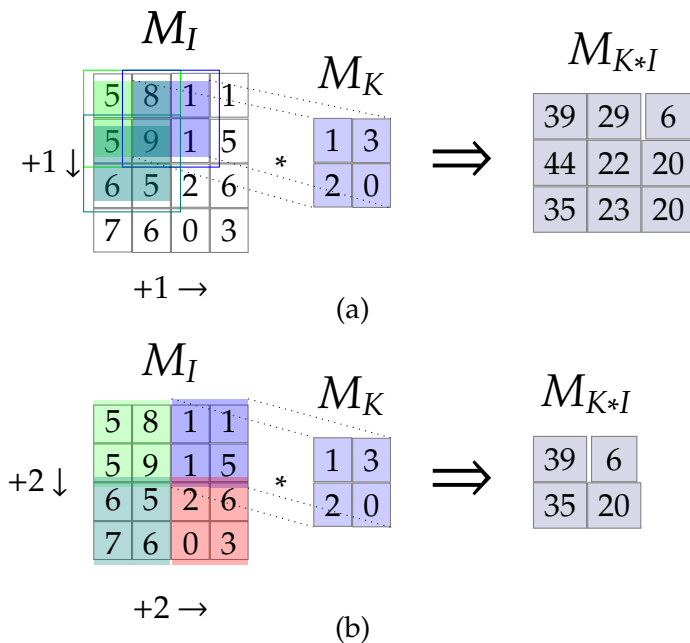 M_I M_K M_{K*I}
5 8 1 1
5 9 1 5
6 5 2 6
7 6 0 3
+1 ↓
+1 →
*
1 3
2 0
⇒
39 29 6
44 22 20
35 23 20
(a)
M_I M_K M_{K*I}
5 8 1 1
5 9 1 5
6 5 2 6
7 6 0 3
+2 ↓
+2 →
*
1 3
2 0
⇒
39 6
35 20
(b)